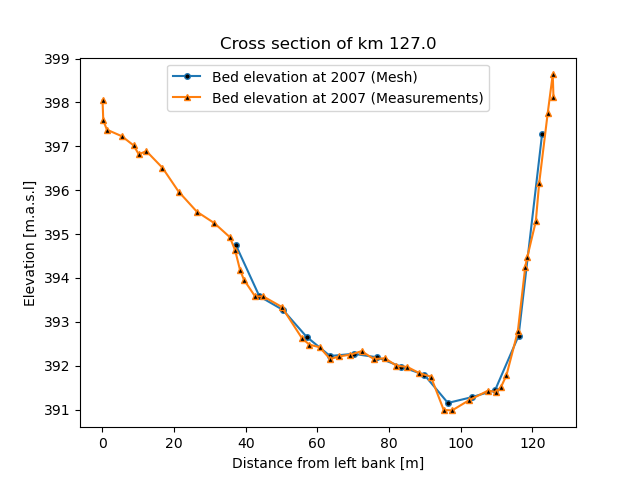 Cross section of km 127.0
Bed elevation at 2007 (Mesh)
Bed elevation at 2007 (Measurements)
Elevation [m.a.s.l]
399
398
397
396
395
394
393
392
391
0 20 40 60 80 100 120
Distance from left bank [m]